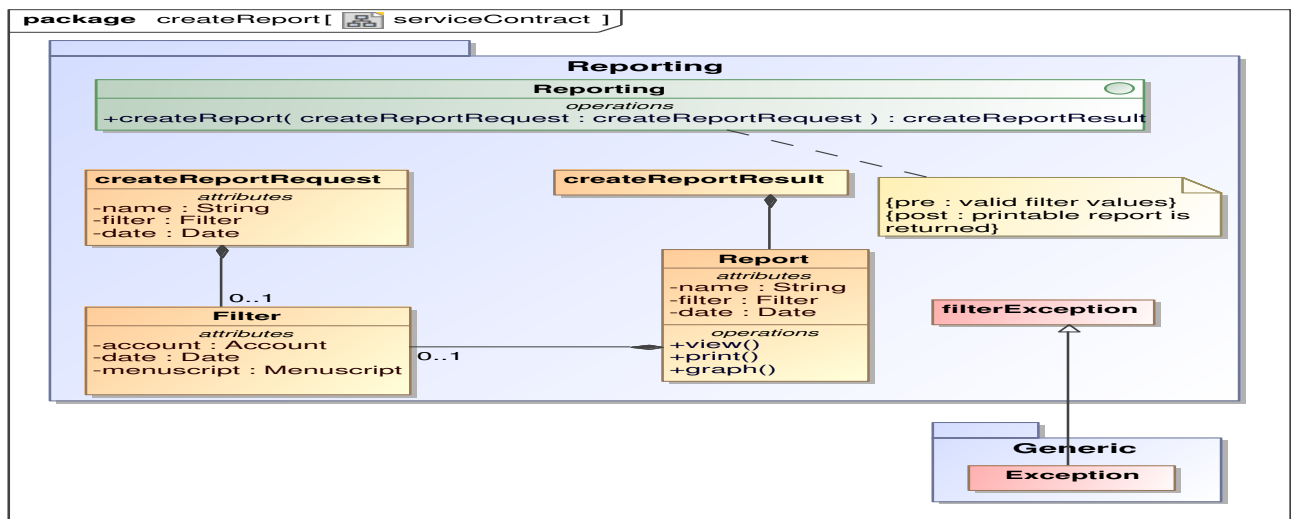 package createReport[ serviceContract ]
Reporting
Reporting
operations
+createReport( createReportRequest : createReportRequest ) : createReportResult
createReportRequest
attributes
-name : String
-filter : Filter
-date : Date
createReportResult
{pre : valid filter values}
{post : printable report is
returned}
0..1
Filter
attributes
-account : Account
-date : Date
-menuscript : Menuscript
0..1
Report
attributes
-name : String
-filter : Filter
-date : Date
operations
+view()
+print()
+graph()
filterException
Generic
Exception